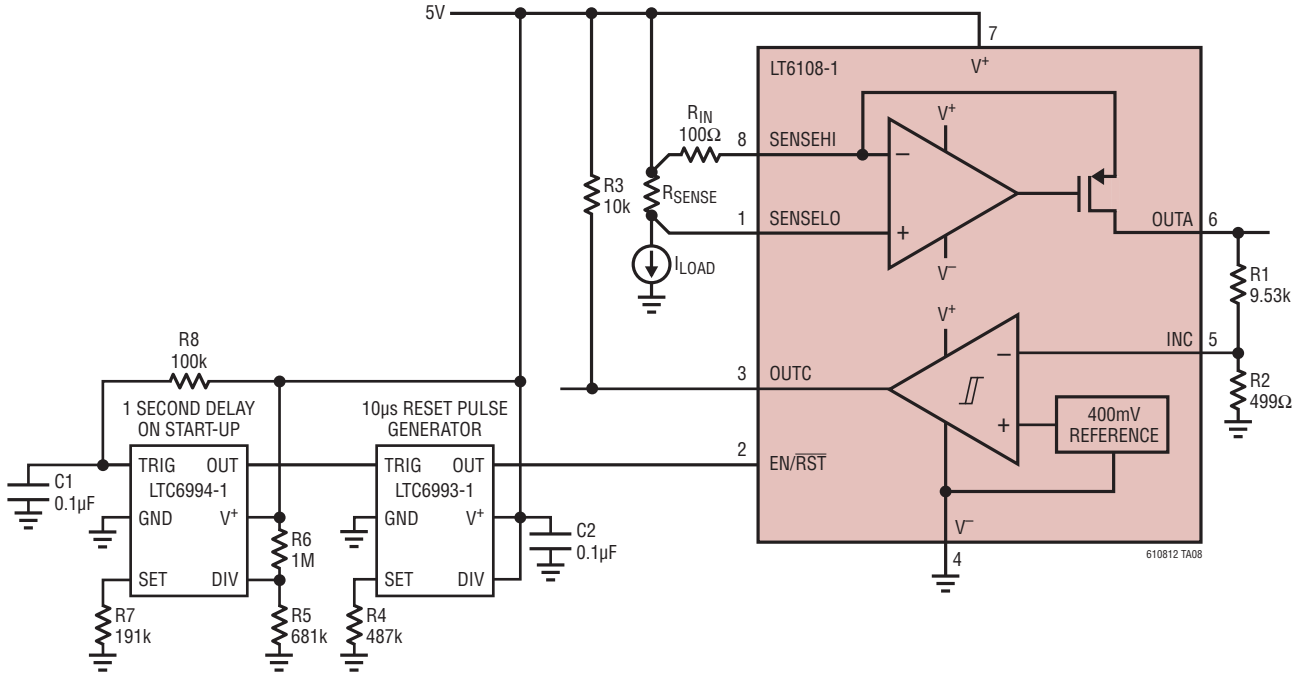 5V
7
LT6108-1
V+
RIN
100Ω
8
SENSEHI
V+
−
R3
10k
RSENSE
1
SENSELO
+
V−
OUTA
6
ILOAD
R1
9.53k
V+
INC
5
−
R8
100k
3
OUTC
R2
499Ω
1 SECOND DELAY
ON START-UP
10µs RESET PULSE
GENERATOR
400mV
REFERENCE
+
2
EN/RST
TRIG OUT
LTC6994-1
GND V+
SET DIV
TRIG OUT
LTC6993-1
GND V+
SET DIV
C1
0.1µF
R6
1M
C2
0.1µF
V−
4
610812 TA08
R7
191k
R5
681k
R4
487k